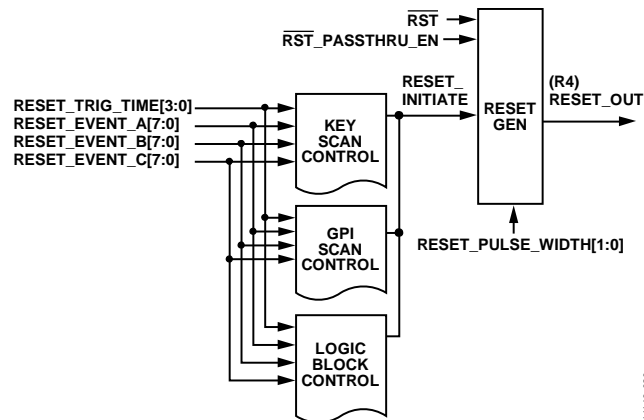 RST
RST_PASSTHRU_EN
RESET_TRIG_TIME[3:0]
RESET_EVENT_A[7:0]
RESET_EVENT_B[7:0]
RESET_EVENT_C[7:0]
KEY
SCAN
CONTROL
RESET_
INITIATE
RESET
GEN
(R4)
RESET_OUT
GPI
SCAN
CONTROL
RESET_PULSE_WIDTH[1:0]
LOGIC
BLOCK
CONTROL